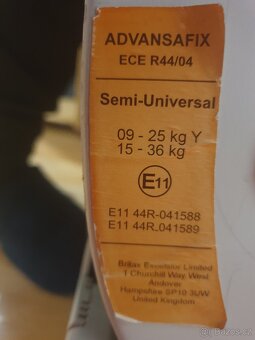 ADVANSAFIX
ECE R44/04
Semi-Universal
09 - 25 kg Y
15 - 36 kg
E11
E11 44R-041588
E11 44R-041589
Britax Excelsior Limited
1 Churchill Way West
Andover
Hampshire SP10 3UW
United Kingdom